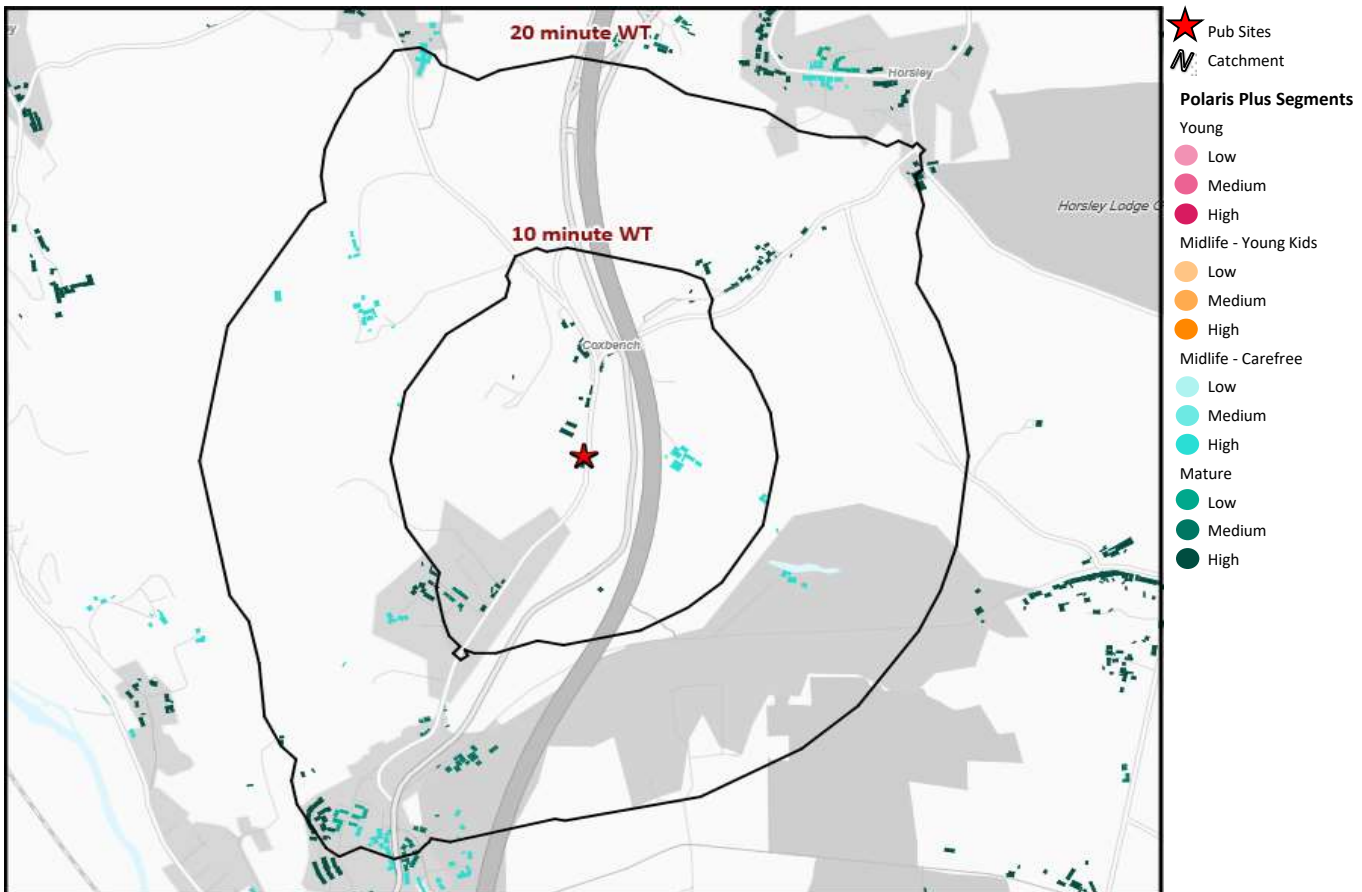 20 minute WT
Horsley
Horsley Lodge G
10 minute WT
Coxbench
Pub Sites
Catchment
Polaris Plus Segments
Young
Low
Medium
High
Midlife - Young Kids
Low
Medium
High
Midlife - Carefree
Low
Medium
High
Mature
Low
Medium
High